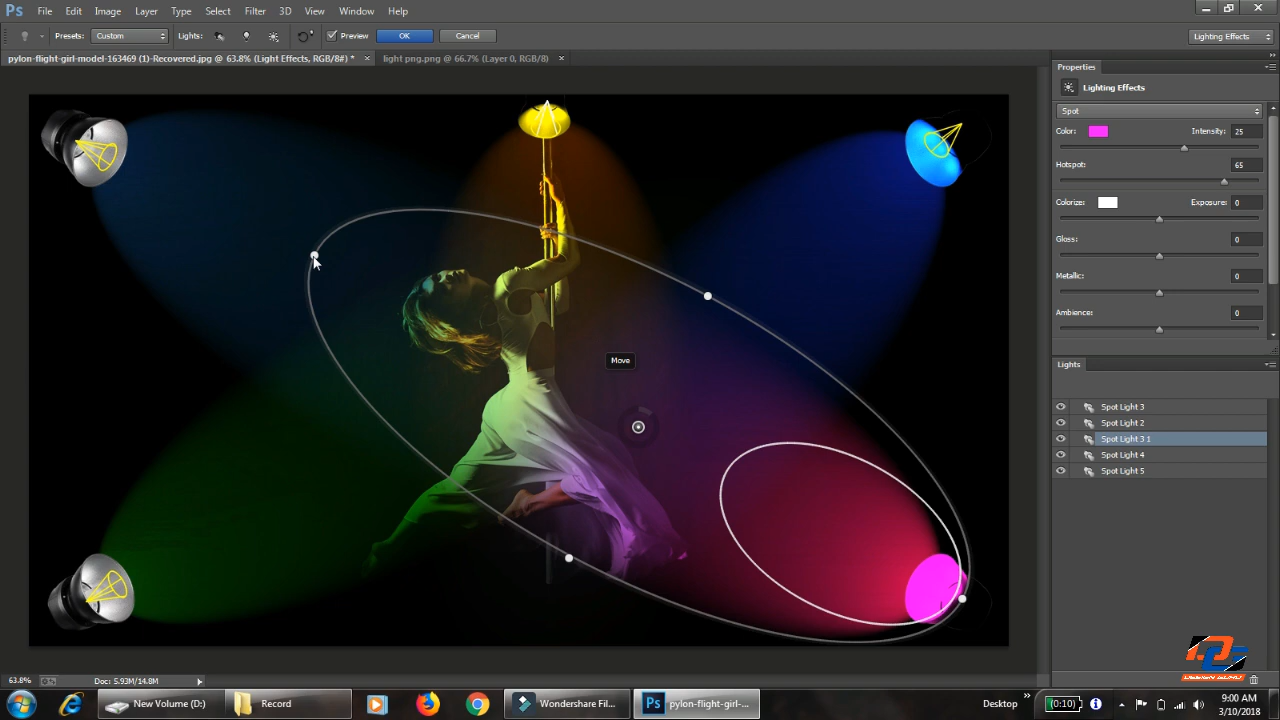 Ps File Edit Image Layer Type Select Filter 3D View Window Help
Presets: Custom Lights: Preview OK Cancel Lighting Effects
pylon-flight-girl-model-163469 (1)-Recovered.jpg @ 63.8% (Light Effects, RGB/8#) * × light png.png @ 66.7% (Layer 0, RGB/8) ×
Properties
Lighting Effects
Spot
Color: Intensity: 25
Hotspot: 65
Colorize: Exposure: 0
Gloss: 0
Metallic: 0
Ambience: 0
Move
Lights
Spot Light 3
Spot Light 2
Spot Light 3 1
Spot Light 4
Spot Light 5
DESIGN GURU
63.8% Doc: 5.93M/14.8M
New Volume (D:) Record Wondershare Fil... Ps pylon-flight-girl-... Desktop » (0:10) 9:00 AM
3/10/2018